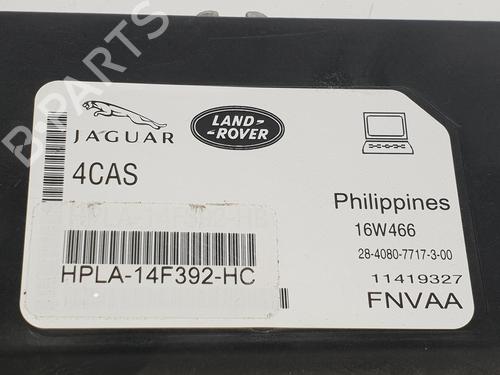 JAGUAR
LAND-
-ROVER
4CAS
HPLA-14F392-HC
Philippines
16W466
28-4080-7717-3-00
11419327
FNVAA
B-PARTS